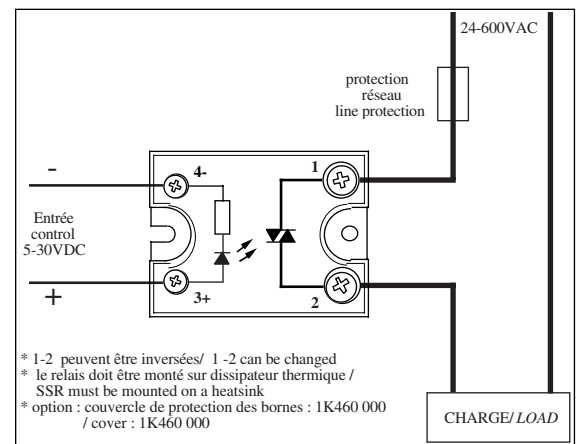 24-600VAC
protection
réseau
line protection
-
4-
1
Entrée
control
5-30VDC
+
3+
2
* 1-2 peuvent être inversées/ 1 -2 can be changed
* le relais doit être monté sur dissipateur thermique /
SSR must be mounted on a heatsink
* option : couvercle de protection des bornes : 1K460 000
/ cover : 1K460 000
CHARGE/ LOAD